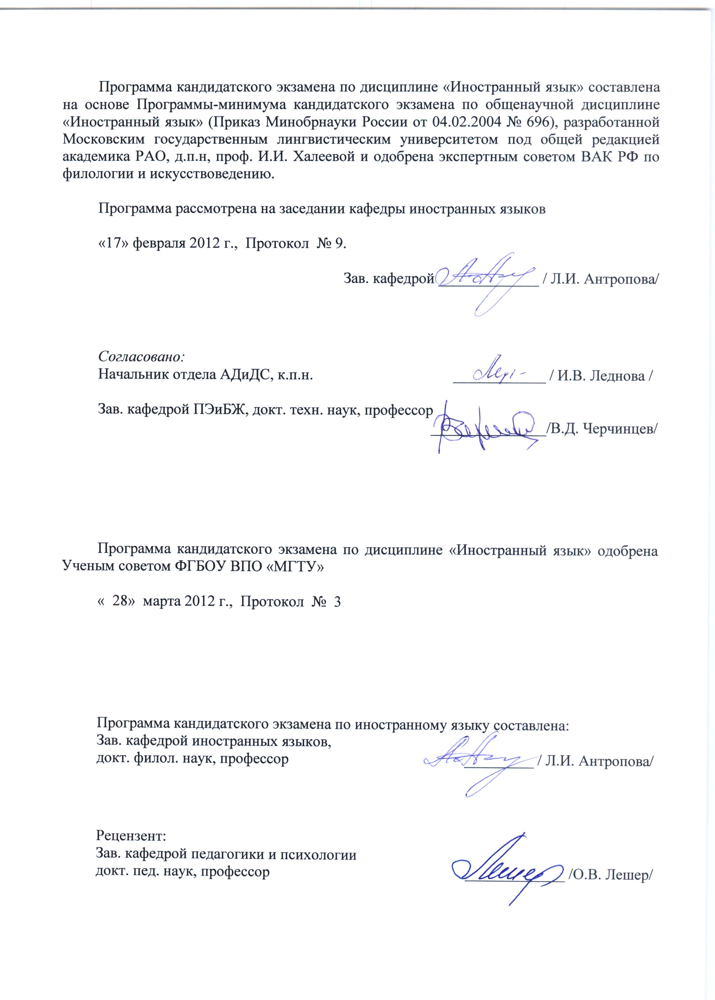 Программа кандидатского экзамена по дисциплине «Иностранный язык» составлена
на основе Программы-минимума кандидатского экзамена по общенаучной дисциплине
«Иностранный язык» (Приказ Минобрнауки России от 04.02.2004 № 696), разработанной
Московским государственным лингвистическим университетом под общей редакцией
академика РАО, д.п.н, проф. И.И. Халеевой и одобрена экспертным советом ВАК РФ по
филологии и искусствоведению.
Программа рассмотрена на заседании кафедры иностранных языков
«17» февраля 2012 г., Протокол № 9.
Зав. кафедрой / Л.И. Антропова/
Согласовано:
Начальник отдела АДиДС, к.п.н. / И.В. Леднова /
Зав. кафедрой ПЭиБЖ, докт. техн. наук, профессор
/В.Д. Черчинцев/
Программа кандидатского экзамена по дисциплине «Иностранный язык» одобрена
Ученым советом ФГБОУ ВПО «МГТУ»
« 28» марта 2012 г., Протокол № 3
Программа кандидатского экзамена по иностранному языку составлена:
Зав. кафедрой иностранных языков,
докт. филол. наук, профессор / Л.И. Антропова/
Рецензент:
Зав. кафедрой педагогики и психологии
докт. пед. наук, профессор Лешер /О.В. Лешер/